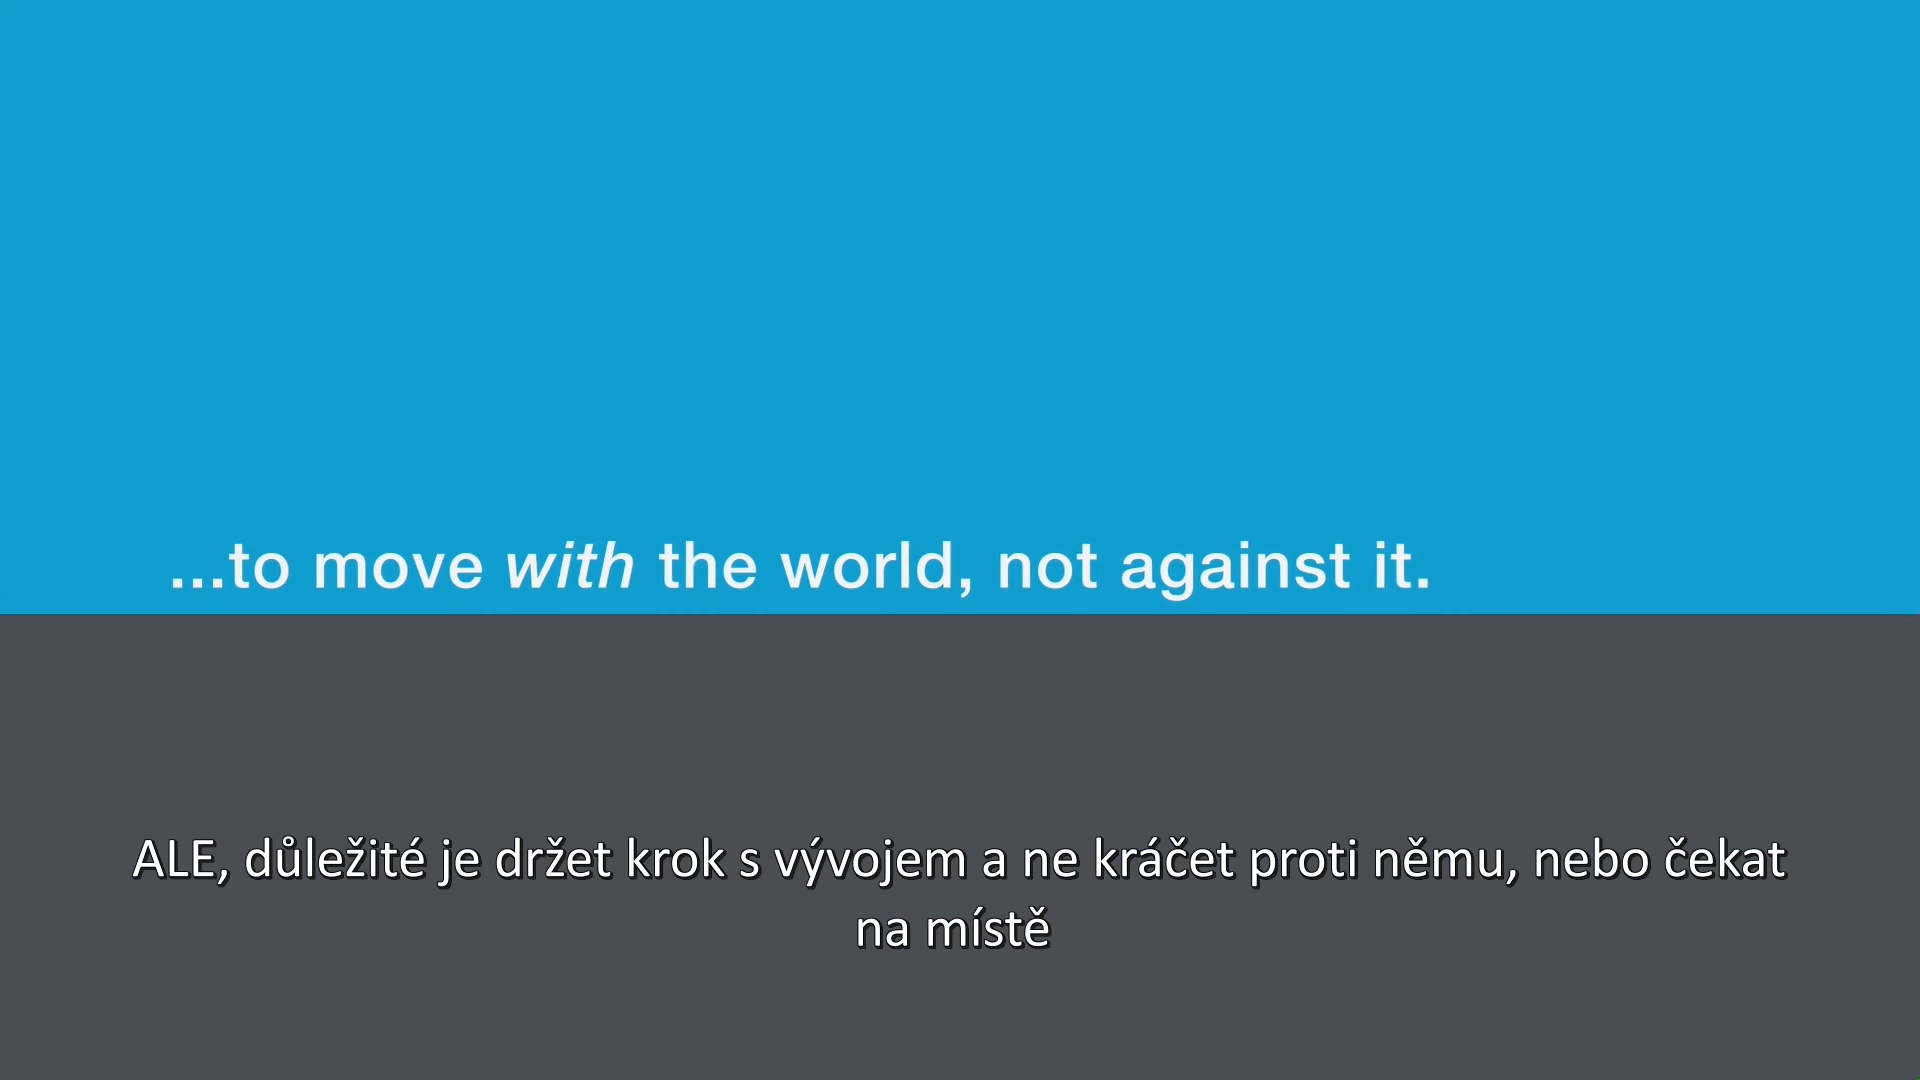 ...to move with the world, not against it.
ALE, důležité je držet krok s vývojem a ne kráčet proti němu, nebo čekat
na místě